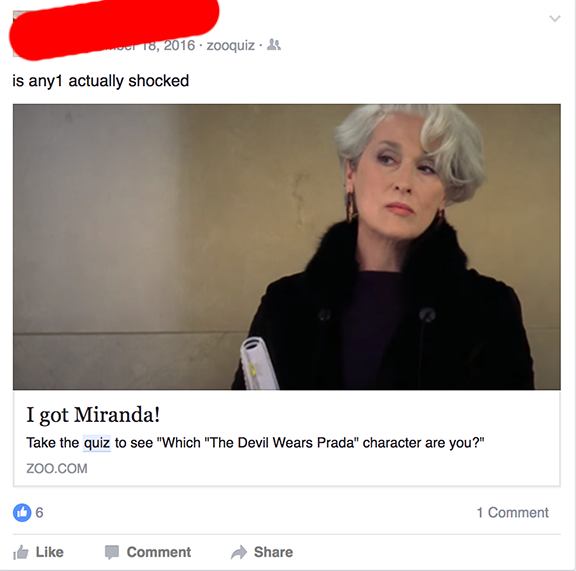 18, 2016 · zooquiz ·
is any1 actually shocked
I got Miranda!
Take the quiz to see "Which "The Devil Wears Prada" character are you?"
ZOO.COM
6
1 Comment
Like Comment Share